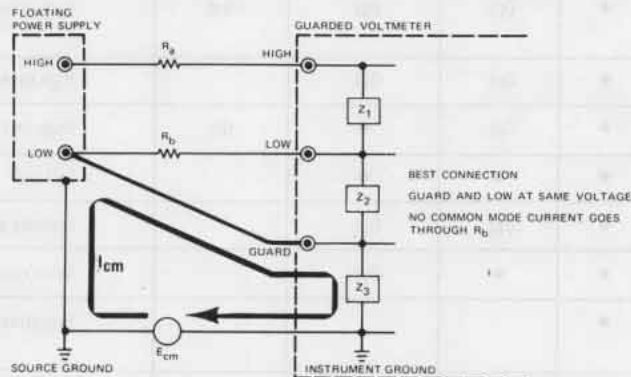 FLOATING
POWER SUPPLY
GUARDED VOLTMETER
HIGH
Ra
HIGH
Z1
LOW
Rb
LOW
BEST CONNECTION
GUARD AND LOW AT SAME VOLTAGE
NO COMMON MODE CURRENT GOES
THROUGH Rb
Z2
GUARD
Icm
Z3
Ecm
SOURCE GROUND
INSTRUMENT GROUND